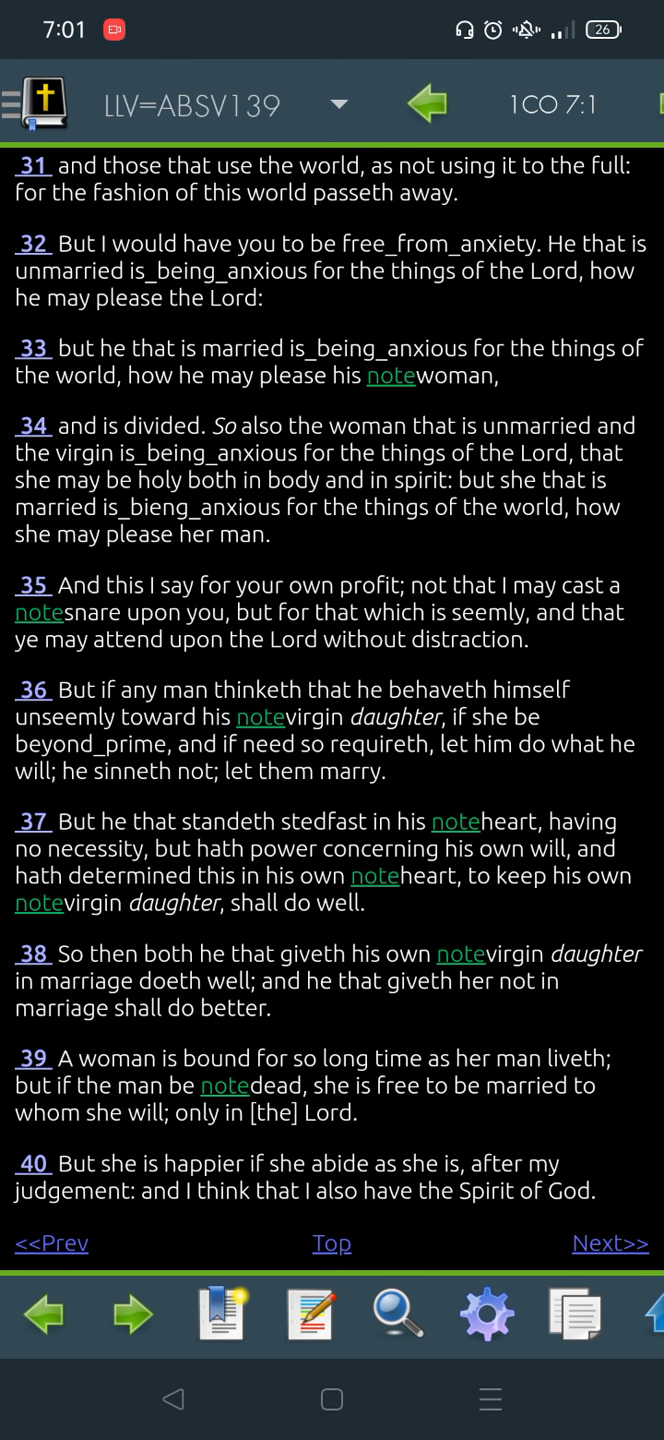 7:01 26
LLV=ABSV139 1CO 7:1
31 and those that use the world, as not using it to the full:
for the fashion of this world passeth away.
32 But I would have you to be free_from_anxiety. He that is
unmarried is_being_anxious for the things of the Lord, how
he may please the Lord:
33 but he that is married is_being_anxious for the things of
the world, how he may please his notewoman,
34 and is divided. So also the woman that is unmarried and
the virgin is_being_anxious for the things of the Lord, that
she may be holy both in body and in spirit: but she that is
married is_bieng_anxious for the things of the world, how
she may please her man.
35 And this I say for your own profit; not that I may cast a
notesnare upon you, but for that which is seemly, and that
ye may attend upon the Lord without distraction.
36 But if any man thinketh that he behaveth himself
unseemly toward his notevirgin daughter, if she be
beyond_prime, and if need so requireth, let him do what he
will; he sinneth not; let them marry.
37 But he that standeth stedfast in his noteheart, having
no necessity, but hath power concerning his own will, and
hath determined this in his own noteheart, to keep his own
notevirgin daughter, shall do well.
38 So then both he that giveth his own notevirgin daughter
in marriage doeth well; and he that giveth her not in
marriage shall do better.
39 A woman is bound for so long time as her man liveth;
but if the man be notedead, she is free to be married to
whom she will; only in [the] Lord.
40 But she is happier if she abide as she is, after my
judgement: and I think that I also have the Spirit of God.
<<Prev Top Next>>